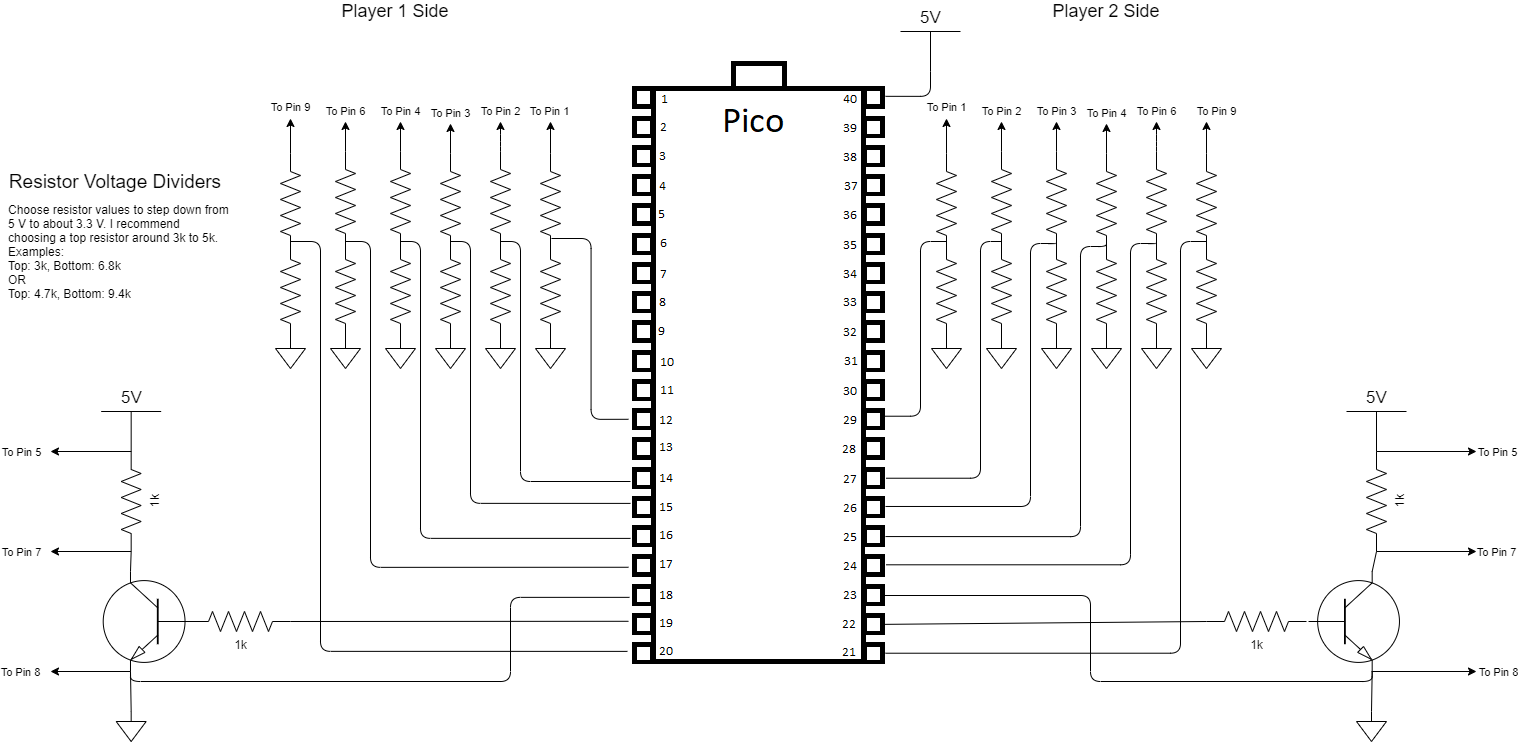 Player 1 Side
Player 2 Side
5V
Pico
To Pin 9
To Pin 6
To Pin 4
To Pin 3
To Pin 2
To Pin 1
To Pin 1
To Pin 2
To Pin 3
To Pin 4
To Pin 6
To Pin 9
Resistor Voltage Dividers
Choose resistor values to step down from
5 V to about 3.3 V. I recommend
choosing a top resistor around 3k to 5k.
Examples:
Top: 3k, Bottom: 6.8k
OR
Top: 4.7k, Bottom: 9.4k
1
2
3
4
5
6
7
8
9
10
11
12
13
14
15
16
17
18
19
20
40
39
38
37
36
35
34
33
32
31
30
29
28
27
26
25
24
23
22
21
5V
To Pin 5
1k
To Pin 7
1k
To Pin 8
5V
To Pin 5
1k
To Pin 7
1k
To Pin 8